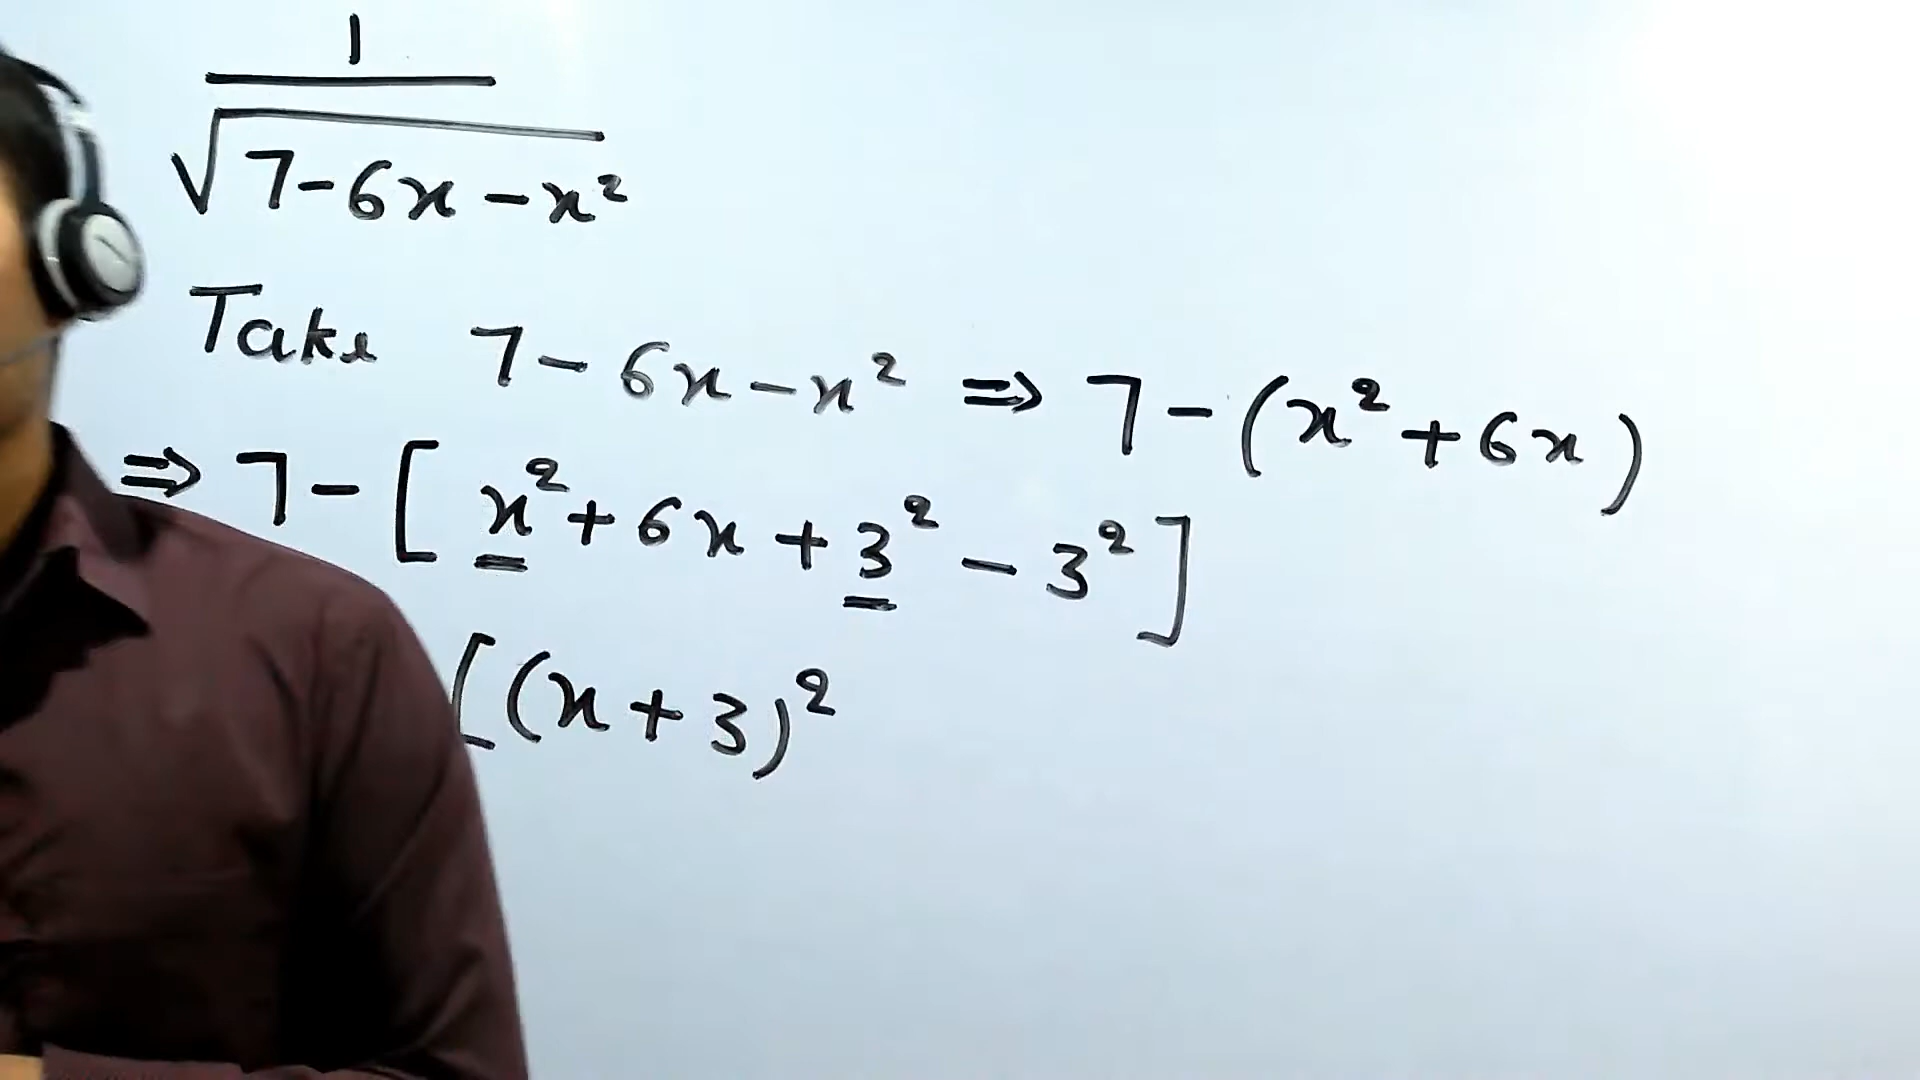 1
√7-6x-x²
Take 7-6x-x² ⇒ 7-(x²+6x)
⇒ 7-[x²+6x+3²-3²]
[(x+3)²